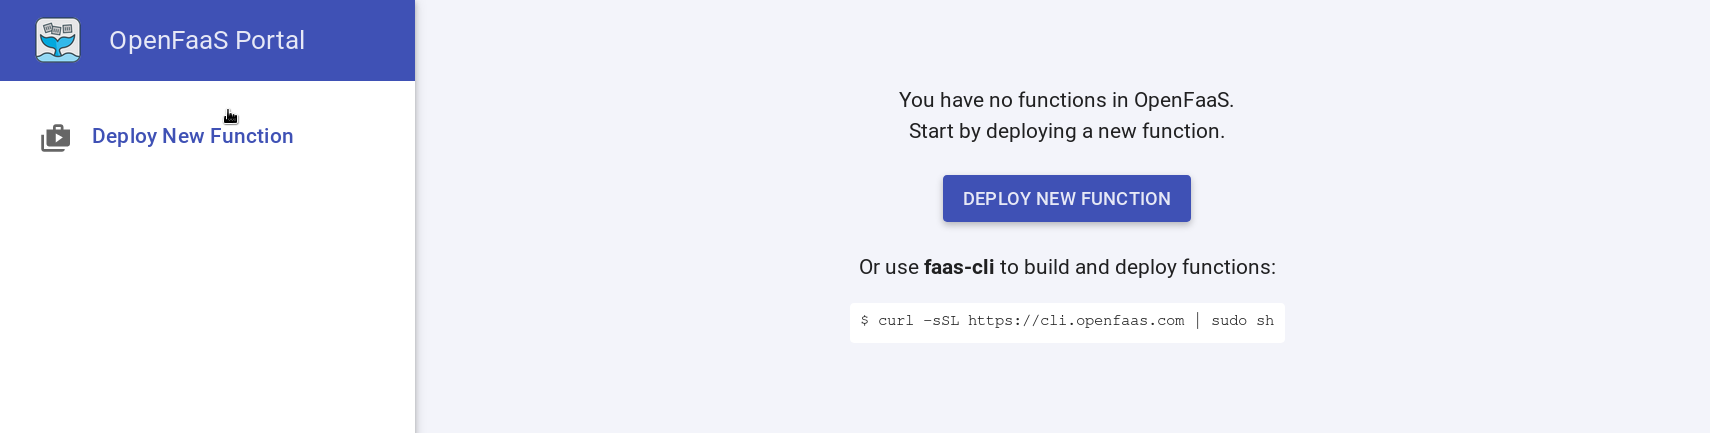 OpenFaaS Portal
Deploy New Function
You have no functions in OpenFaaS.
Start by deploying a new function.
DEPLOY NEW FUNCTION
Or use faas-cli to build and deploy functions:
$ curl -sSL https://cli.openfaas.com | sudo sh